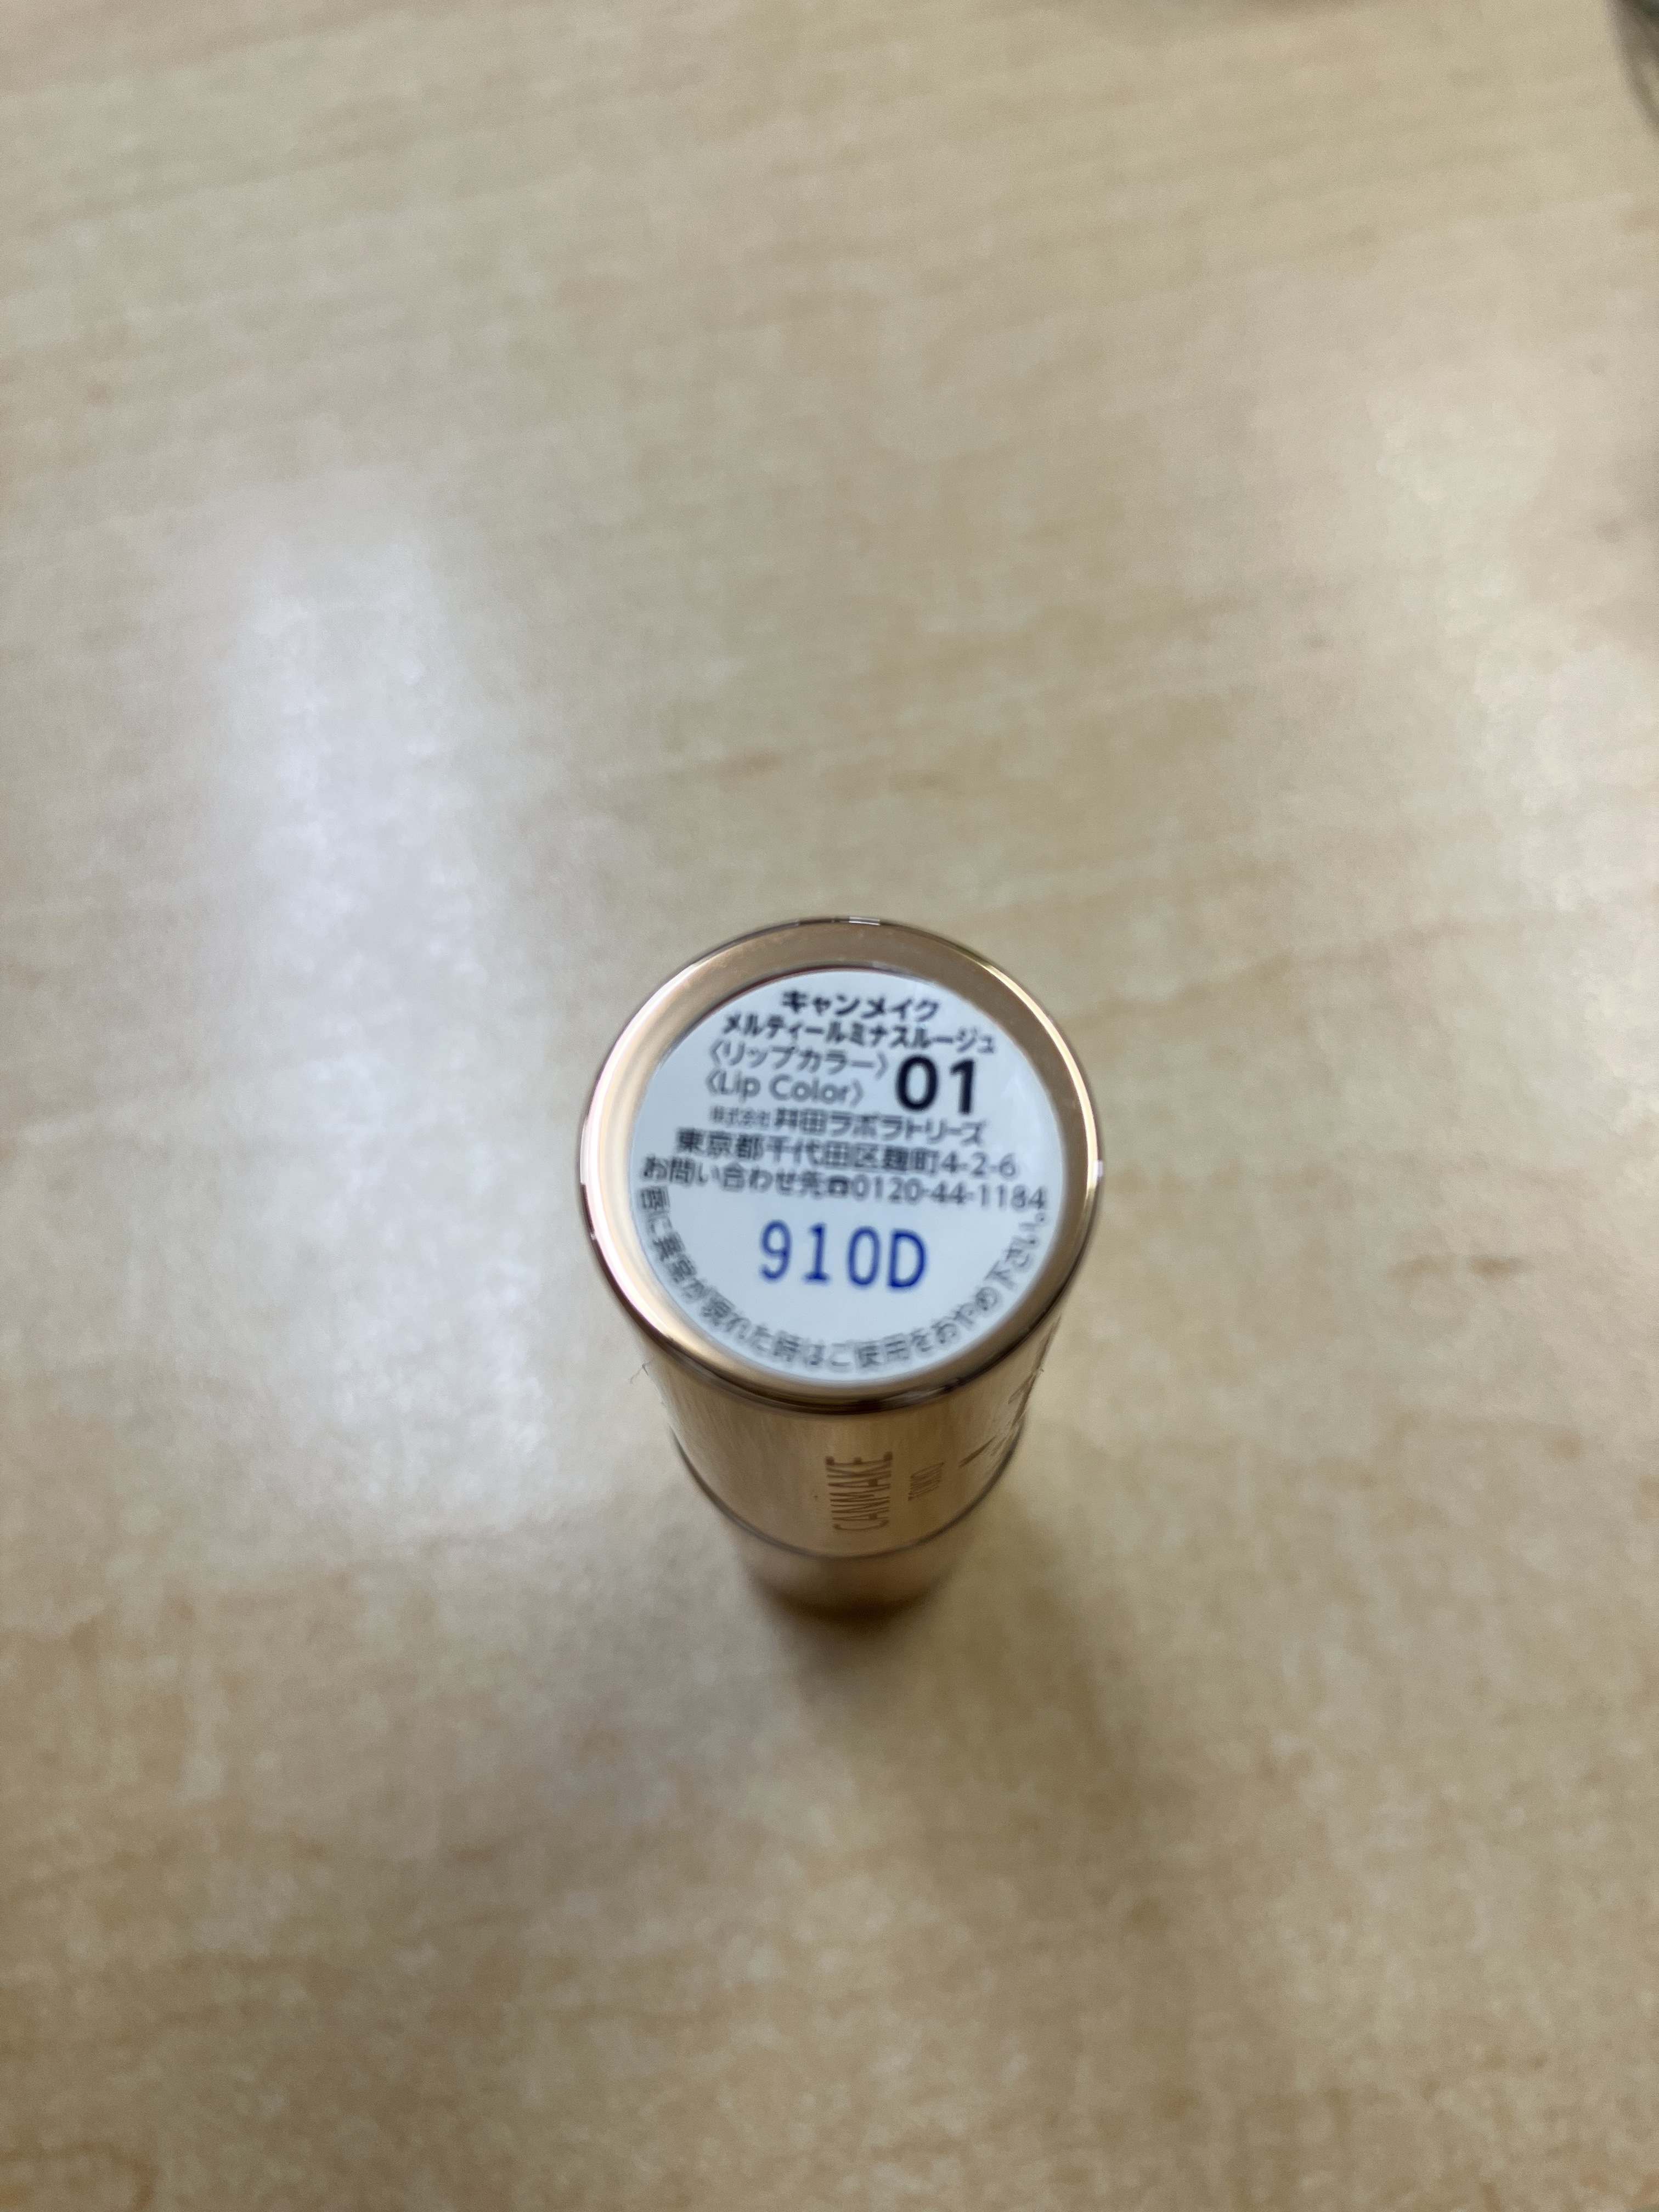 キャンメイク
メルティールミナスルージュ
〈リップカラー〉
〈Lip Color〉
01
株式会社 井田ラボラトリーズ
東京都千代田区麹町4-2-6
お問い合わせ先☎0120-44-1184
910D
唇に異常が現れた時はご使用をおやめ下さい。
CANMAKE
TOKYO